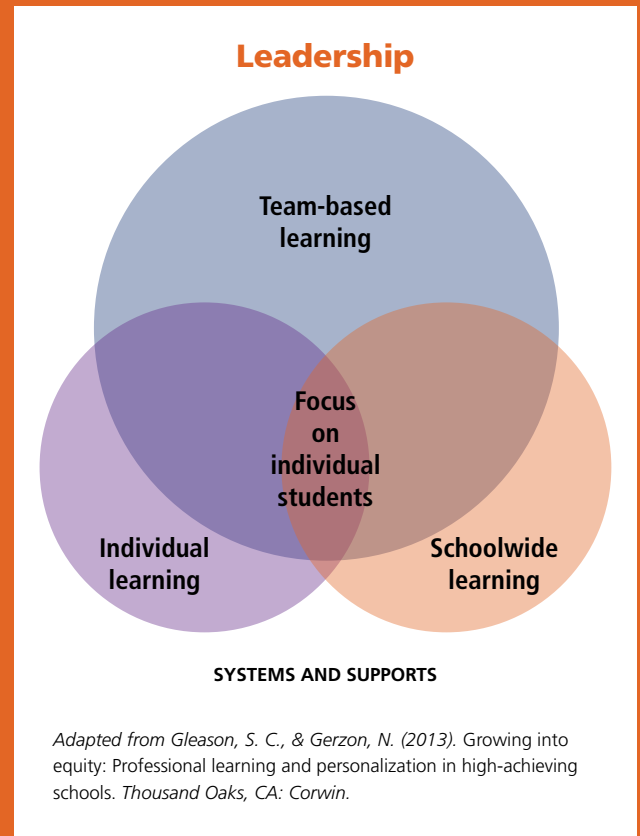 Leadership
Team-based
learning
Focus
on
individual
students
Individual
learning
Schoolwide
learning
SYSTEMS AND SUPPORTS
Adapted from Gleason, S. C., & Gerzon, N. (2013). Growing into
equity: Professional learning and personalization in high-achieving
schools. Thousand Oaks, CA: Corwin.